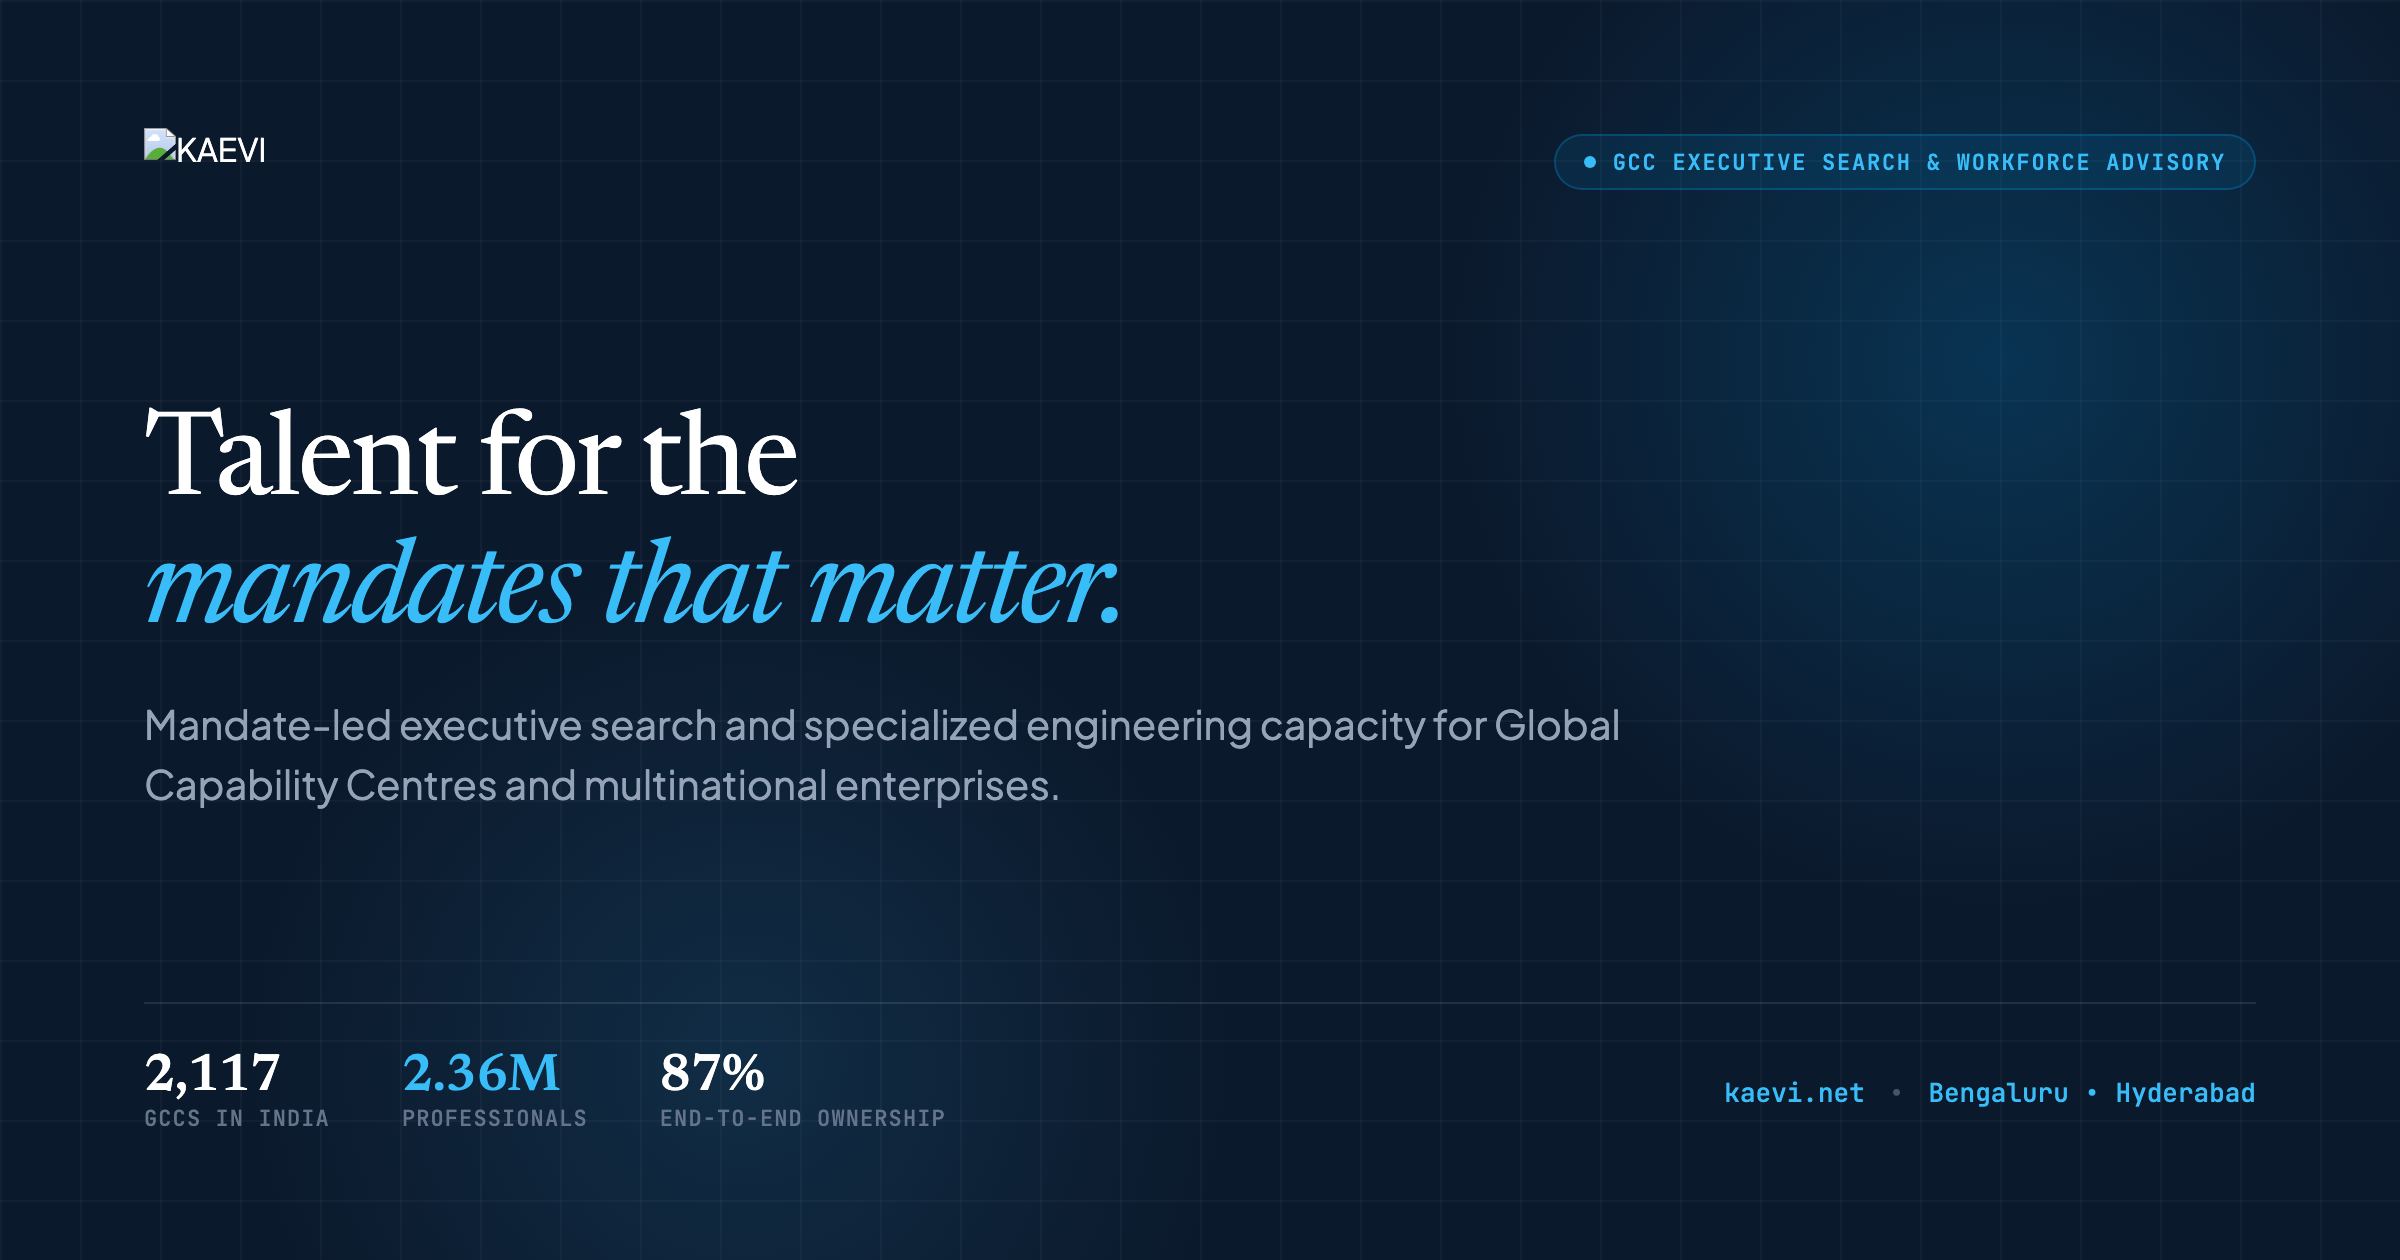 KAEVI
GCC EXECUTIVE SEARCH & WORKFORCE ADVISORY
Talent for the
mandates that matter.
Mandate-led executive search and specialized engineering capacity for Global
Capability Centres and multinational enterprises.
2,117
GCCS IN INDIA
2.36M
PROFESSIONALS
87%
END-TO-END OWNERSHIP
kaevi.net • Bengaluru • Hyderabad